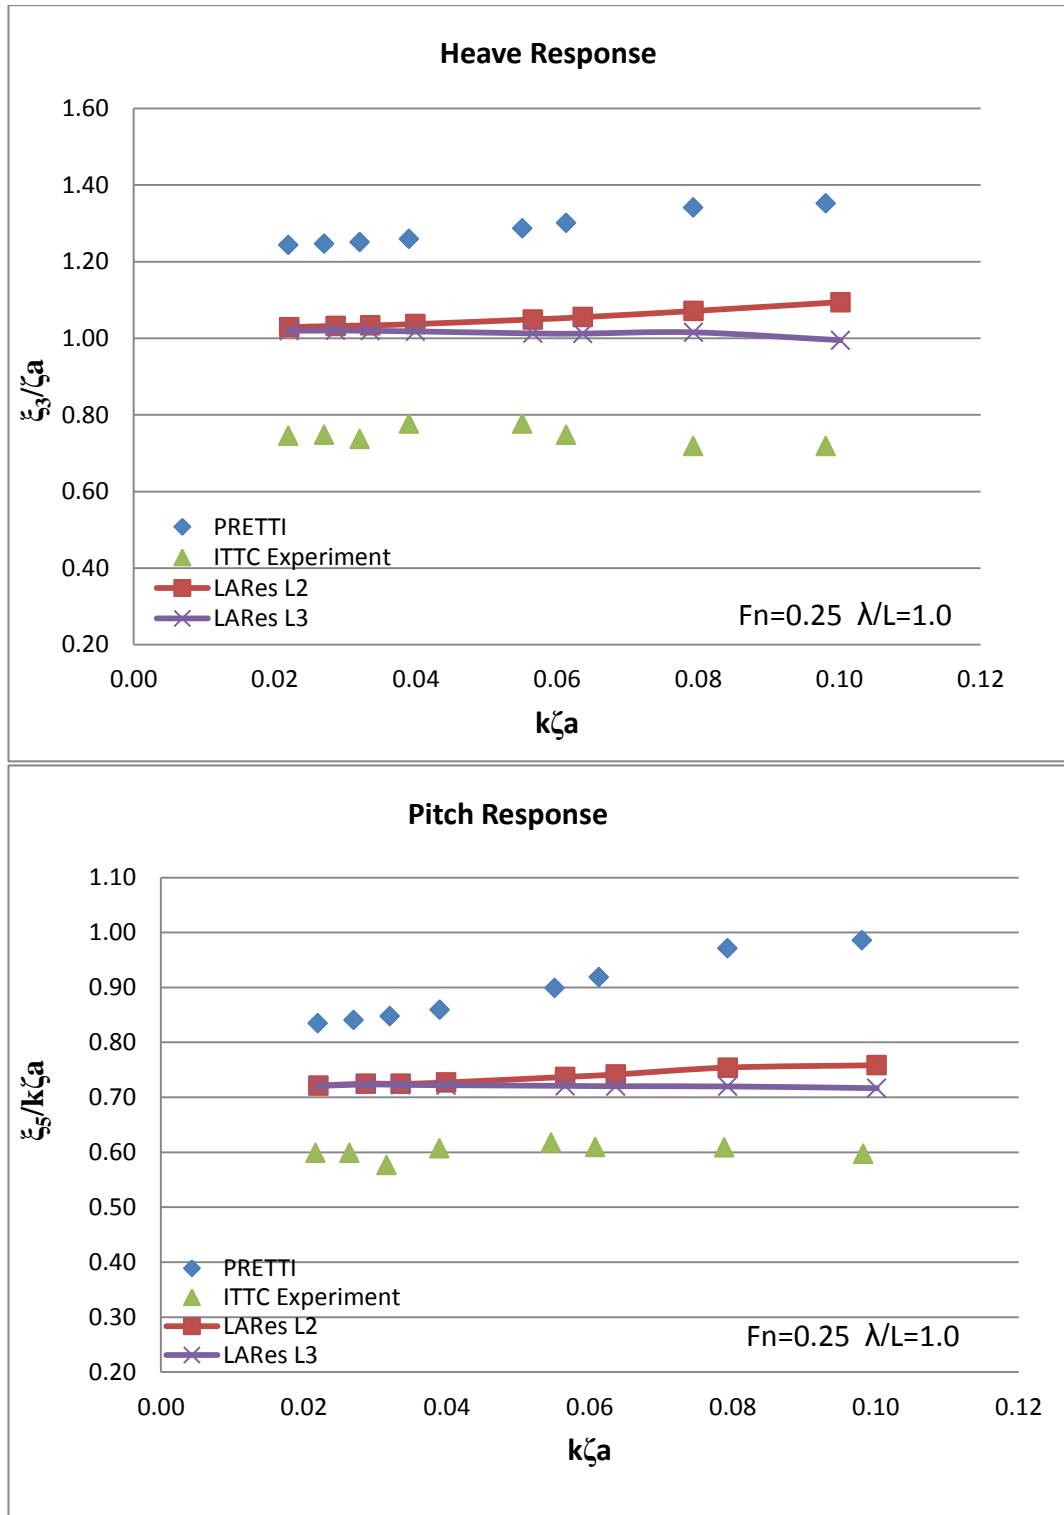 Heave Response
1.60
1.40
1.20
1.00
0.80
0.60
0.40
0.20
ξ3/ζa
PRETTI
ITTC Experiment
LARes L2
LARes L3
Fn=0.25 λ/L=1.0
0.00 0.02 0.04 0.06 0.08 0.10 0.12
kζa
Pitch Response
1.10
1.00
0.90
0.80
0.70
0.60
0.50
0.40
0.30
0.20
ξ5/kζa
PRETTI
ITTC Experiment
LARes L2
LARes L3
Fn=0.25 λ/L=1.0
0.00 0.02 0.04 0.06 0.08 0.10 0.12
kζa